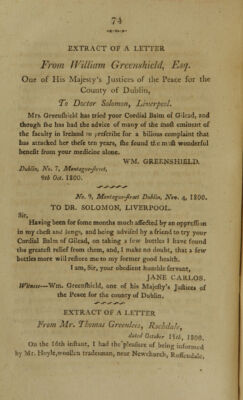 74
EXTRACT OF A LETTER
From William Greenshield, Esq.
One of His Majesty's Justices of the Peace for the
County of Dublin,
To Doctor Solomon, Liverpool.
Mrs. Greenshield has tried your Cordial Balm of Gilead, and
though she has had the advice of many of the most eminent of
the faculty in Ireland to prescribe for a bilious complaint that
has attacked her these ten years, she found the most wonderful
benefit from your medicine alone.
WM. GREENSHIELD.
Dublin, No. 7, Montague-street,
9th Oct. 1800.
No. 9, Montague-street Dublin, Nov. 4, 1800.
TO DR. SOLOMON, LIVERPOOL.
Sir,
Having been for some months much affected by an oppression
in my chest and lungs, and being advised by a friend to try your
Cordial Balm of Gilead, on taking a few bottles I have found
the greatest relief from them, and, I make no doubt, that a few
bottles more will restore me to my former good health.
I am, Sir, your obedient humble servant,
JANE CARLOS.
Witness—Wm. Greenshield, one of his Majesty's Justices of
the Peace for the county of Dublin.
EXTRACT OF A LETTER
From Mr. Thomas Greenlees, Rochdale,
dated October 18th, 1800.
On the 16th instant, I had the pleasure of being informed
by Mr. Hoyle, woollen tradesman, near Newchurch, Rossendale,